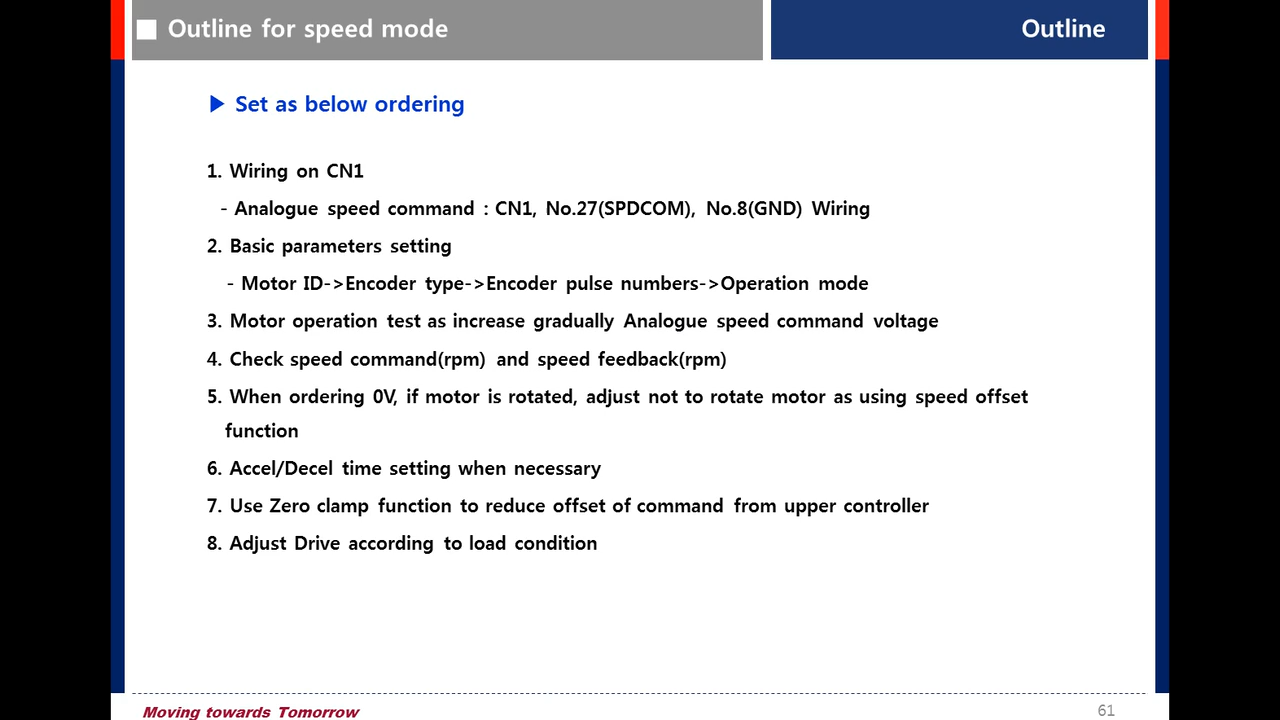 Outline for speed mode
Outline
Set as below ordering
1. Wiring on CN1
- Analogue speed command : CN1, No.27(SPDCOM), No.8(GND) Wiring
2. Basic parameters setting
- Motor ID->Encoder type->Encoder pulse numbers->Operation mode
3. Motor operation test as increase gradually Analogue speed command voltage
4. Check speed command(rpm) and speed feedback(rpm)
5. When ordering 0V, if motor is rotated, adjust not to rotate motor as using speed offset
function
6. Accel/Decel time setting when necessary
7. Use Zero clamp function to reduce offset of command from upper controller
8. Adjust Drive according to load condition
Moving towards Tomorrow
61